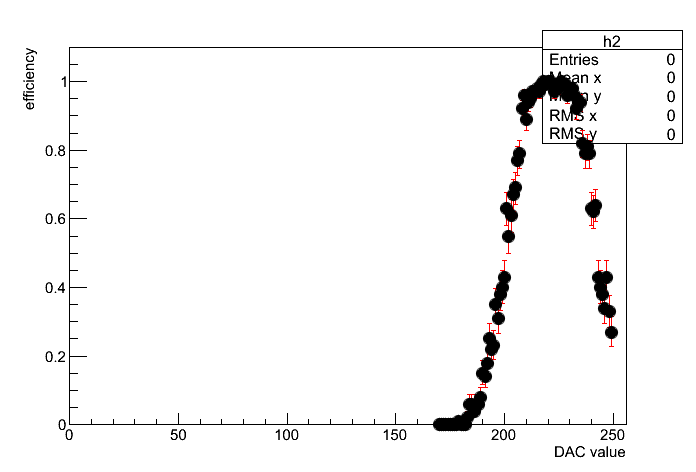 h2
Entries 0
Mean x 0
Mean y 0
RMS x 0
RMS y 0
efficiency
1
0.8
0.6
0.4
0.2
0
0 50 100 150 200 250
DAC value